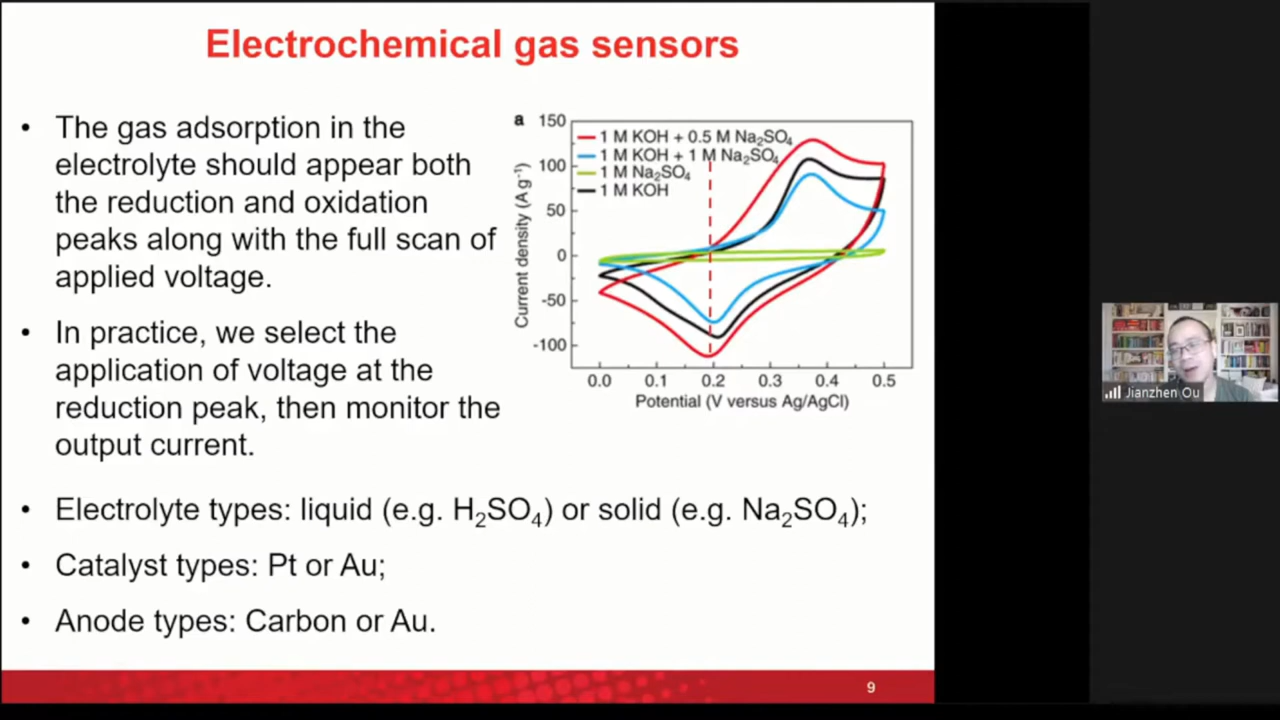 Electrochemical gas sensors
• The gas adsorption in the
electrolyte should appear both
the reduction and oxidation
peaks along with the full scan of
applied voltage.
• In practice, we select the
application of voltage at the
reduction peak, then monitor the
output current.
a
150
100
50
0
-50
-100
Current density (A g⁻¹)
1 M KOH + 0.5 M Na₂SO₄
1 M KOH + 1 M Na₂SO₄
1 M Na₂SO₄
1 M KOH
0.0 0.1 0.2 0.3 0.4 0.5
Potential (V versus Ag/AgCl)
• Electrolyte types: liquid (e.g. H₂SO₄) or solid (e.g. Na₂SO₄);
• Catalyst types: Pt or Au;
• Anode types: Carbon or Au.
9
Jianzhen Ou